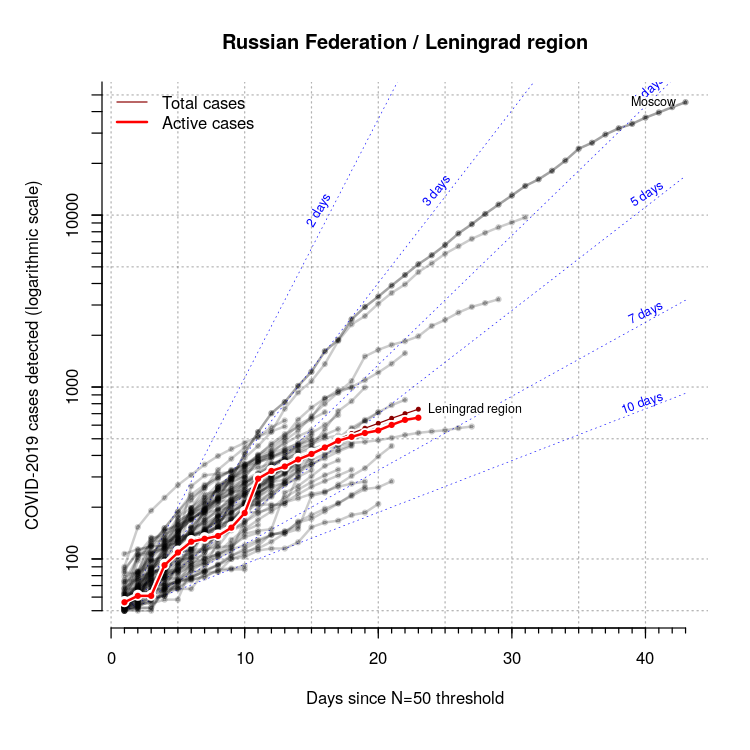 Russian Federation / Leningrad region
Total cases
Active cases
COVID-2019 cases detected (logarithmic scale)
100
1000
10000
2 days
3 days
days
Moscow
5 days
7 days
10 days
Leningrad region
0
10
20
30
40
Days since N=50 threshold